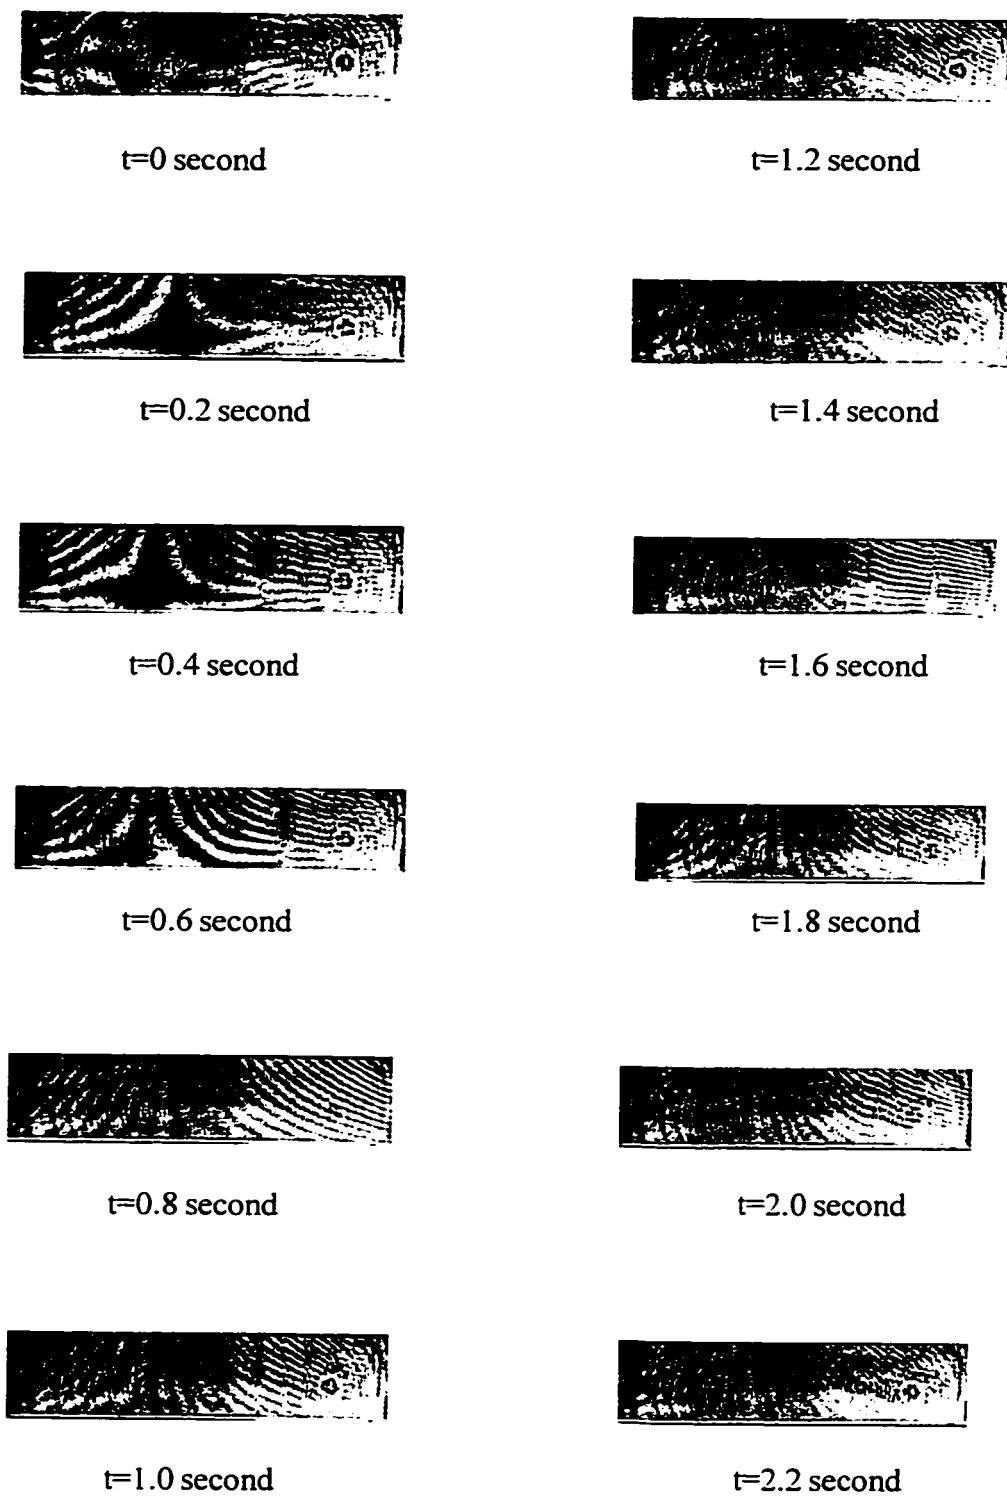 t=0 second
t=0.2 second
t=0.4 second
t=0.6 second
t=0.8 second
t=1.0 second
t=1.2 second
t=1.4 second
t=1.6 second
t=1.8 second
t=2.0 second
t=2.2 second